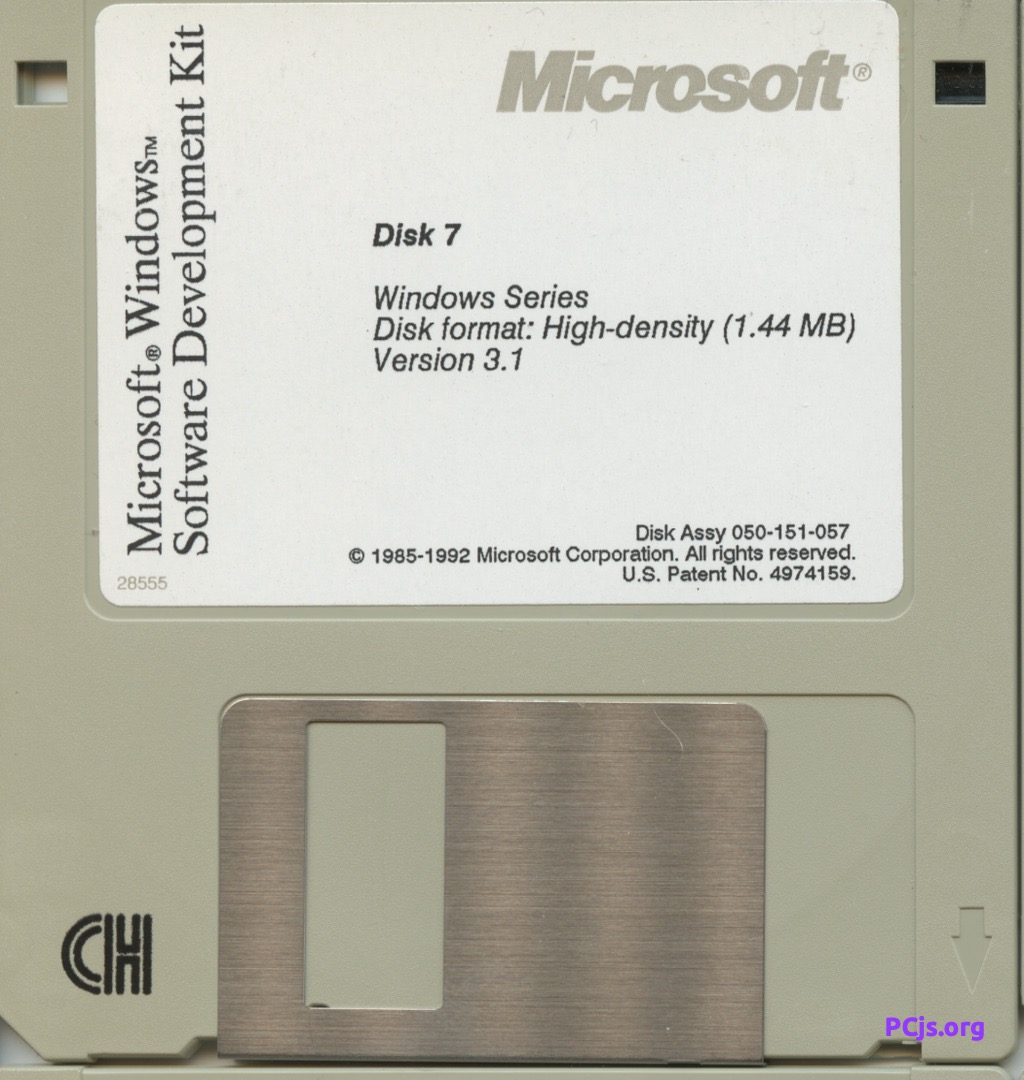 Microsoft® Windows™
Software Development Kit
Microsoft®
Disk 7
Windows Series
Disk format: High-density (1.44 MB)
Version 3.1
Disk Assy 050-151-057
© 1985-1992 Microsoft Corporation. All rights reserved.
U.S. Patent No. 4974159.
28555
CH
PCjs.org